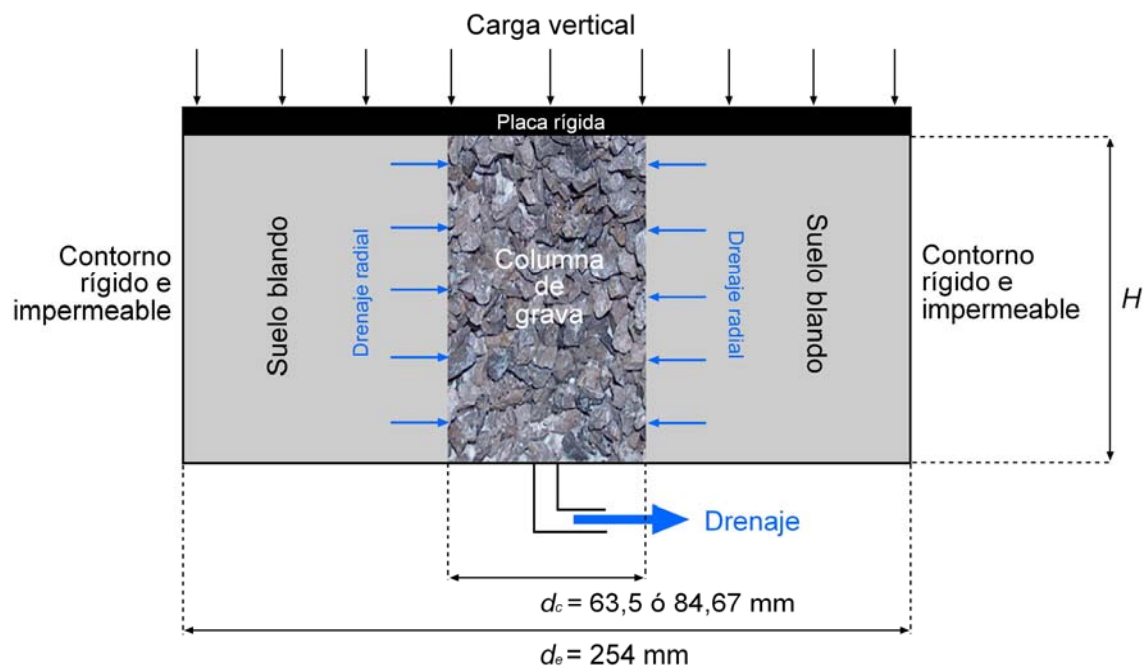 Carga vertical
Placa rígida
Contorno
rígido e
impermeable
Suelo blando
Drenaje radial
Columna
de
grava
Drenaje radial
Suelo blando
Contorno
rígido e
impermeable
H
Drenaje
dc = 63,5 ó 84,67 mm
de = 254 mm